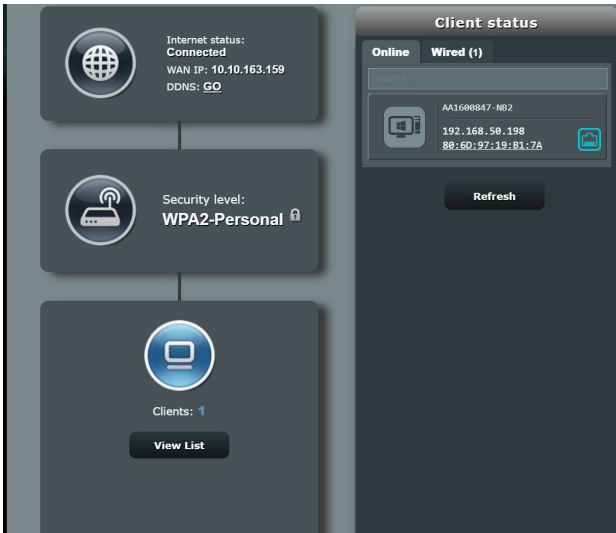 Internet status:
Connected
WAN IP: 10.10.163.159
DDNS: GO
Security level:
WPA2-Personal
Clients: 1
View List
Client status
Online
Wired (1)
Search
AA1600847-NB2
192.168.50.198
80:6D:97:19:B1:7A
Refresh